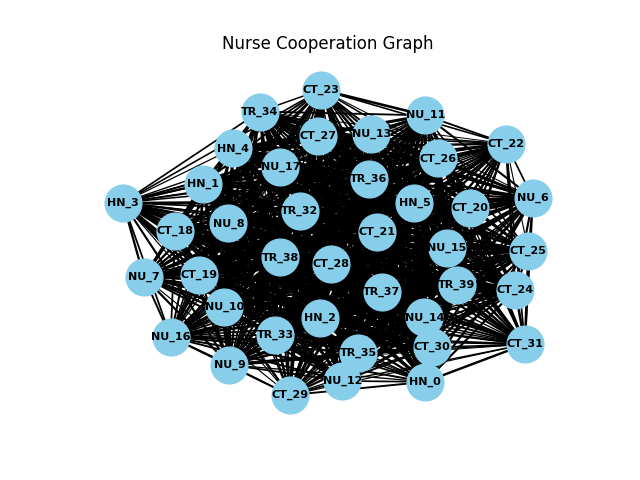 Nurse Cooperation Graph
CT_23
TR_34
NU_11
CT_27
NU_13
HN_4
CT_22
CT_26
NU_17
TR_36
HN_1
NU_6
HN_3
HN_5
CT_20
TR_32
NU_8
CT_18
CT_21
NU_15
CT_25
TR_38
CT_28
CT_19
NU_7
TR_39
CT_24
TR_37
NU_10
HN_2
NU_14
TR_33
NU_16
CT_31
CT_30
TR_35
NU_9
NU_12
HN_0
CT_29